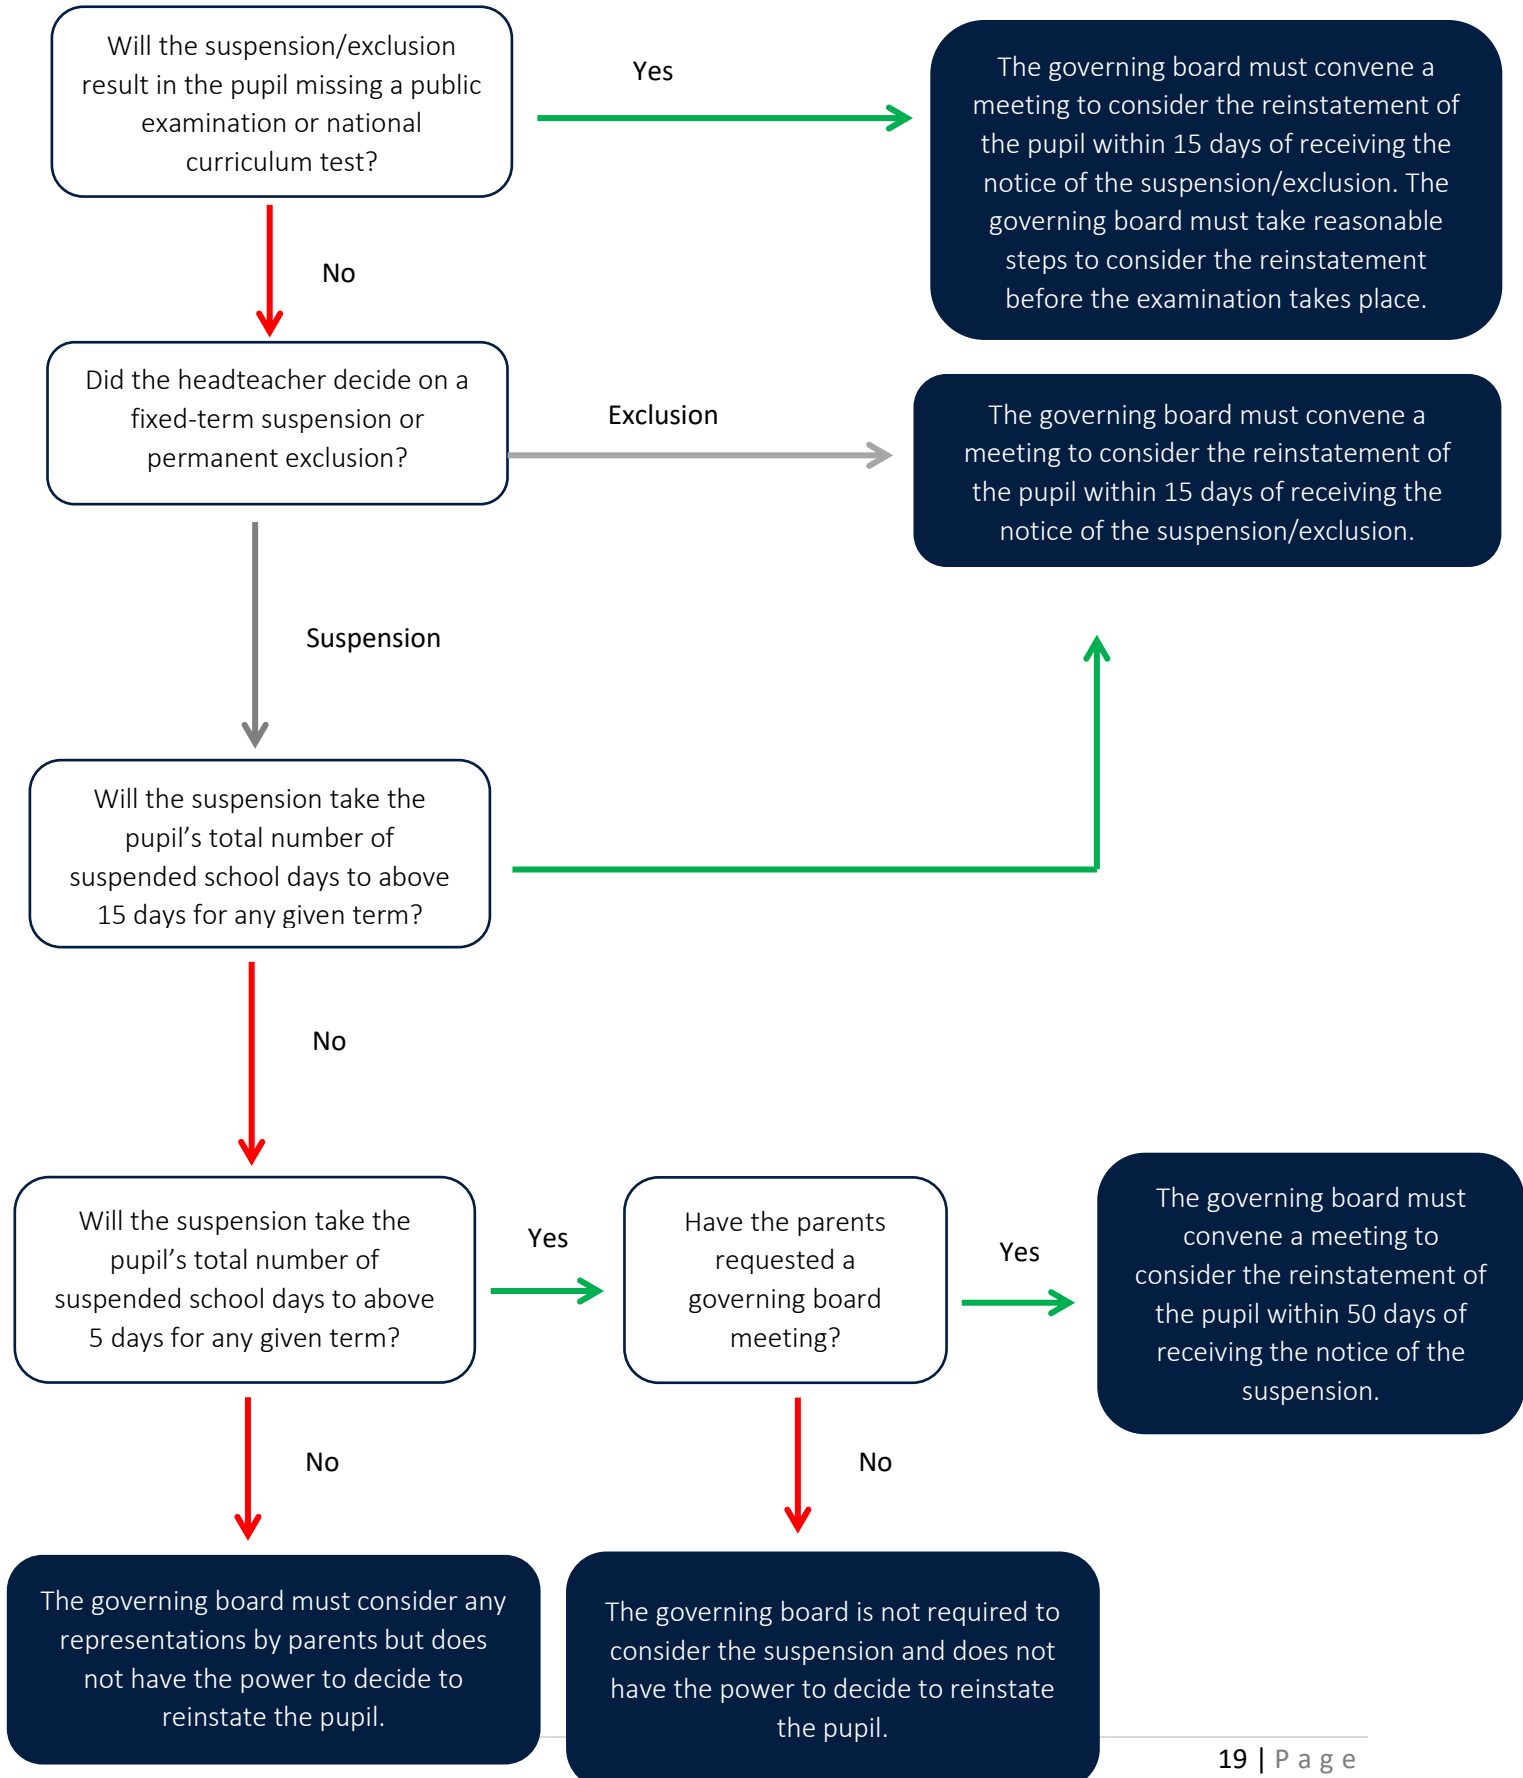 Will the suspension/exclusion
result in the pupil missing a public
examination or national
curriculum test?
Yes
The governing board must convene a
meeting to consider the reinstatement of
the pupil within 15 days of receiving the
notice of the suspension/exclusion. The
governing board must take reasonable
steps to consider the reinstatement
before the examination takes place.
No
Did the headteacher decide on a
fixed-term suspension or
permanent exclusion?
Exclusion
The governing board must convene a
meeting to consider the reinstatement of
the pupil within 15 days of receiving the
notice of the suspension/exclusion.
Suspension
Will the suspension take the
pupil’s total number of
suspended school days to above
15 days for any given term?
No
Will the suspension take the
pupil’s total number of
suspended school days to above
5 days for any given term?
Yes
Have the parents
requested a
governing board
meeting?
Yes
The governing board must
convene a meeting to
consider the reinstatement of
the pupil within 50 days of
receiving the notice of the
suspension.
No
No
The governing board must consider any
representations by parents but does
not have the power to decide to
reinstate the pupil.
The governing board is not required to
consider the suspension and does not
have the power to decide to reinstate
the pupil.
19 | Page